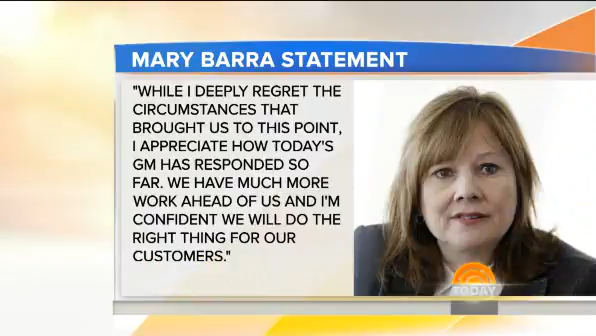 MARY BARRA STATEMENT
"WHILE I DEEPLY REGRET THE
CIRCUMSTANCES THAT
BROUGHT US TO THIS POINT,
I APPRECIATE HOW TODAY'S
GM HAS RESPONDED SO
FAR. WE HAVE MUCH MORE
WORK AHEAD OF US AND I'M
CONFIDENT WE WILL DO THE
RIGHT THING FOR OUR
CUSTOMERS."
TODAY